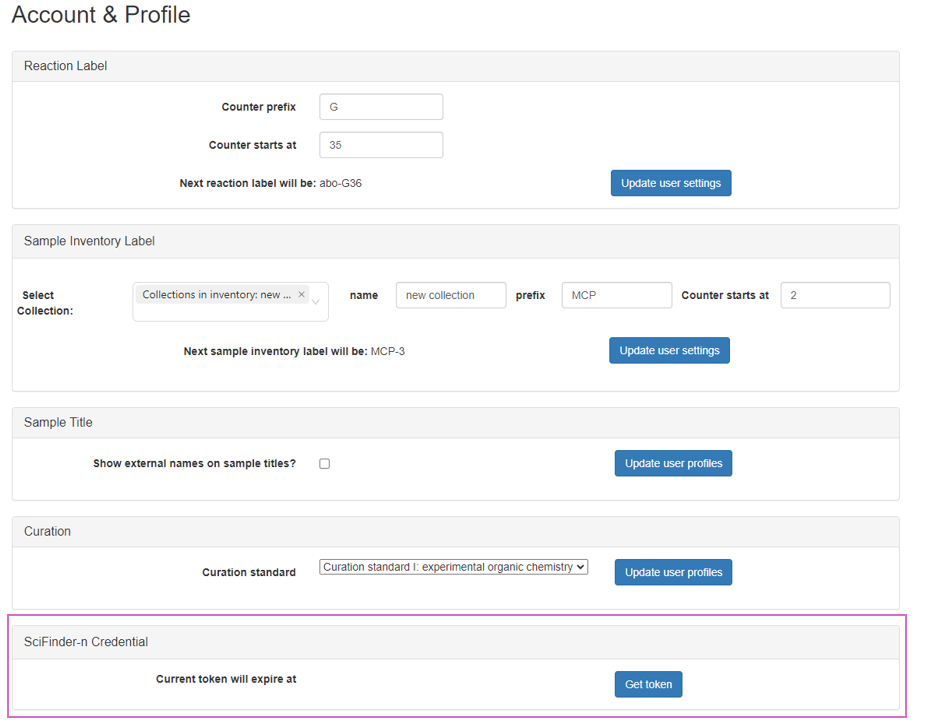 Account & Profile
Reaction Label
Counter prefix G
Counter starts at 35
Next reaction label will be: abo-G36 Update user settings
Sample Inventory Label
Select Collection: Collections in inventory: new ... × name new collection prefix MCP Counter starts at 2
Next sample inventory label will be: MCP-3 Update user settings
Sample Title
Show external names on sample titles? Update user profiles
Curation
Curation standard Curation standard I: experimental organic chemistry Update user profiles
SciFinder-n Credential
Current token will expire at Get token